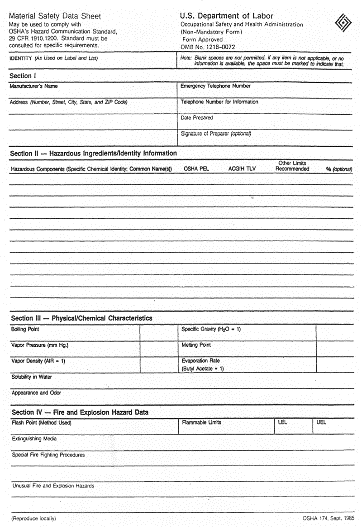 Material Safety Data Sheet
May be used to comply with
OSHA's Hazard Communication Standard,
29 CFR 1910.1200. Standard must be
consulted for specific requirements.
U.S. Department of Labor
Occupational Safety and Health Administration
(Non-Mandatory Form)
Form Approved
OMB No. 1218-0072
IDENTITY (As Used on Label and List)
Note: Blank spaces are not permitted. If any item is not applicable, or no
information is available, the space must be marked to indicate that.
Section I
Manufacturer's Name
Emergency Telephone Number
Address (Number, Street, City, State, and ZIP Code)
Telephone Number for Information
Date Prepared
Signature of Preparer (optional)
Section II — Hazardous Ingredients/Identity Information
Hazardous Components (Specific Chemical Identity; Common Name(s))
OSHA PEL
ACGIH TLV
Other Limits
Recommended
% (optional)
Section III — Physical/Chemical Characteristics
Boiling Point
Specific Gravity (H2O = 1)
Vapor Pressure (mm Hg.)
Melting Point
Vapor Density (AIR = 1)
Evaporation Rate
(Butyl Acetate = 1)
Solubility in Water
Appearance and Odor
Section IV — Fire and Explosion Hazard Data
Flash Point (Method Used)
Flammable Limits
LEL
UEL
Extinguishing Media
Special Fire Fighting Procedures
Unusual Fire and Explosion Hazards
(Reproduce locally)
OSHA 174, Sept. 1985